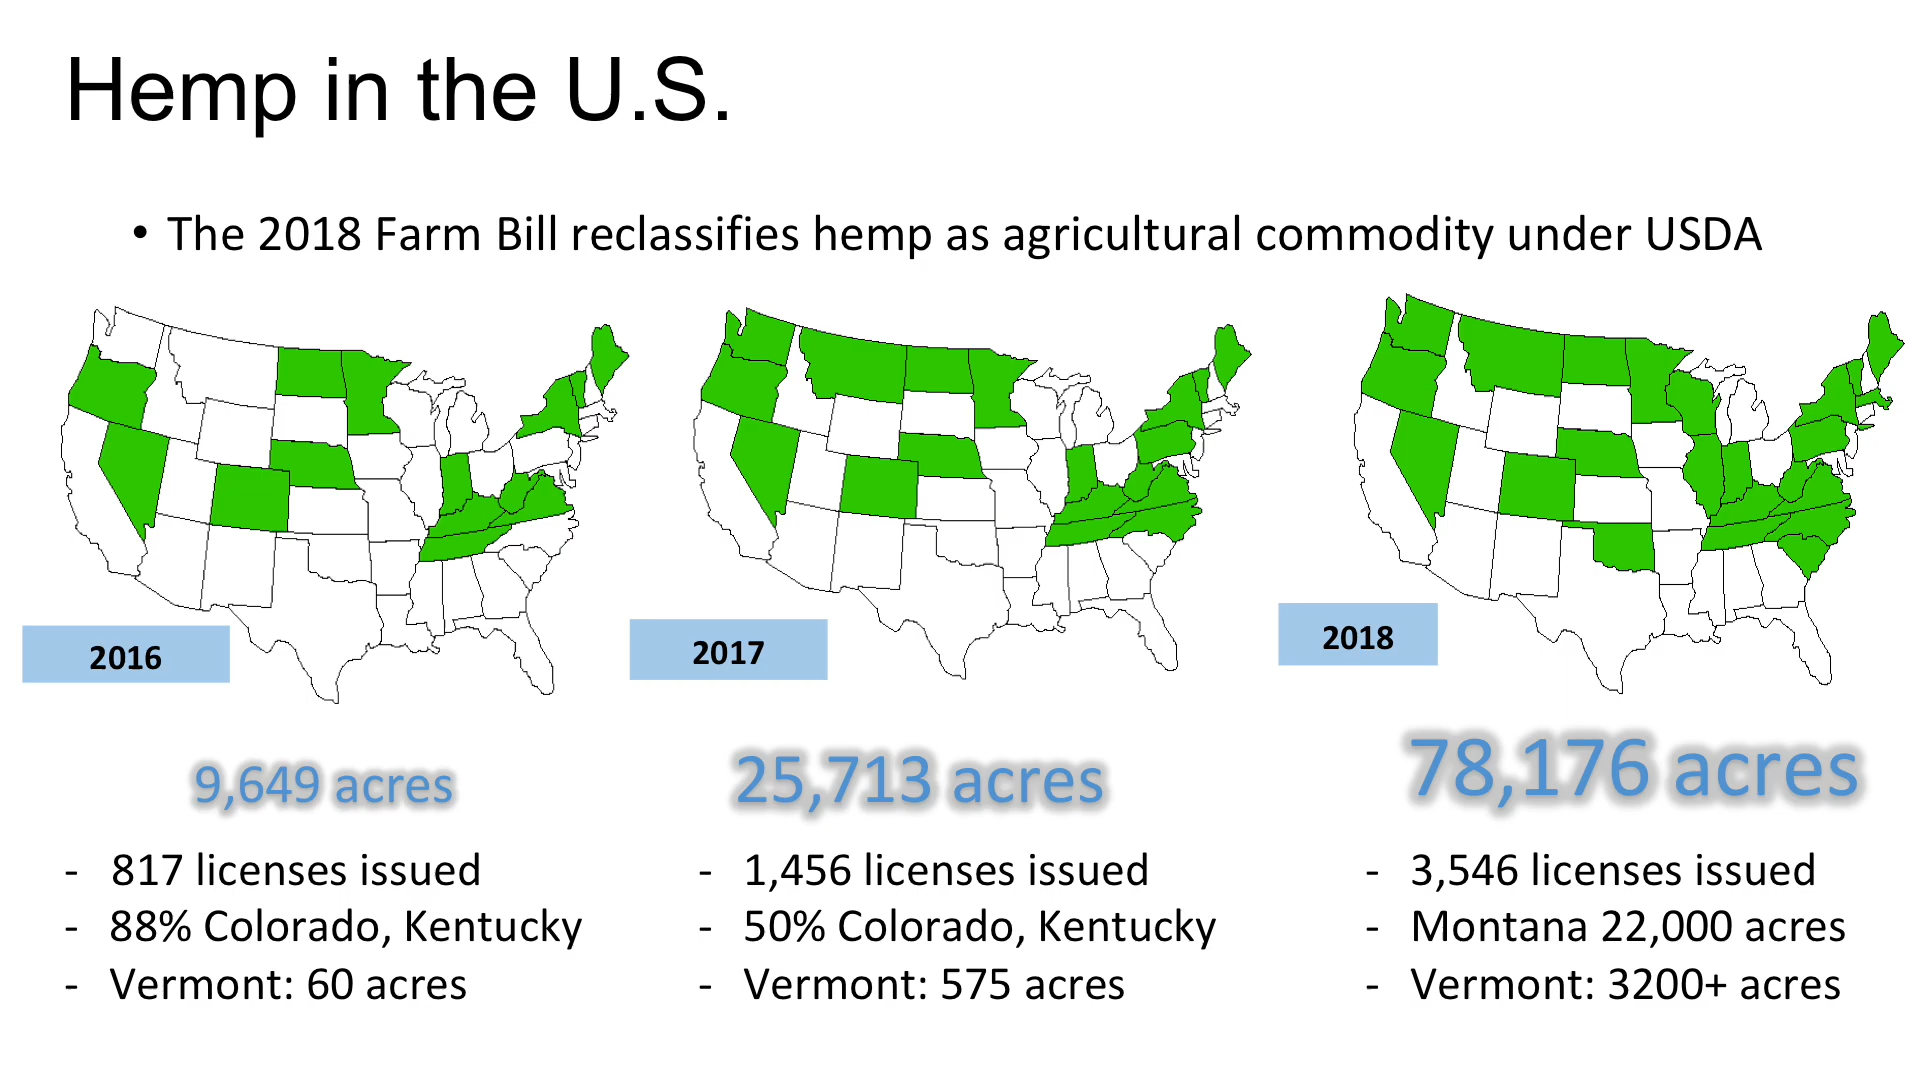 Hemp in the U.S.
• The 2018 Farm Bill reclassifies hemp as agricultural commodity under USDA
2016
9,649 acres
- 817 licenses issued
- 88% Colorado, Kentucky
- Vermont: 60 acres
2017
25,713 acres
- 1,456 licenses issued
- 50% Colorado, Kentucky
- Vermont: 575 acres
2018
78,176 acres
- 3,546 licenses issued
- Montana 22,000 acres
- Vermont: 3200+ acres